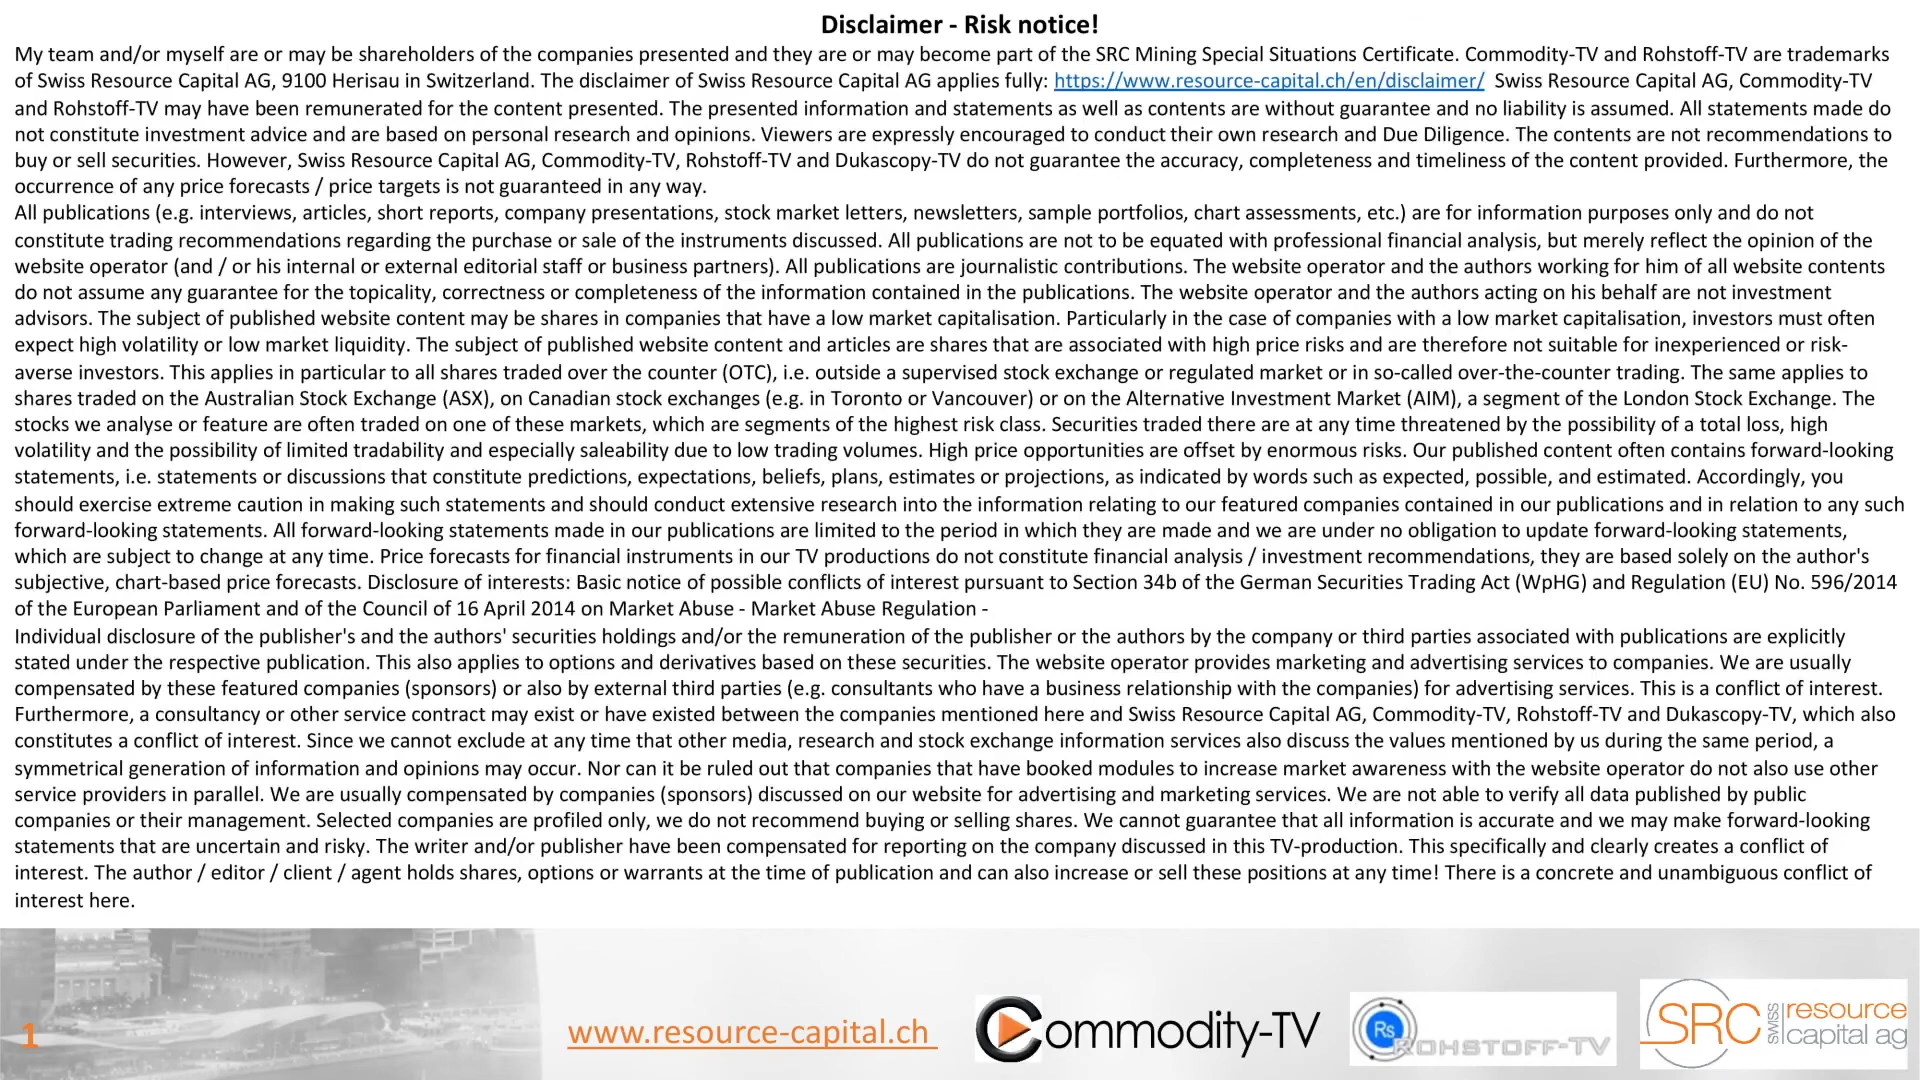 Disclaimer - Risk notice!
My team and/or myself are or may be shareholders of the companies presented and they are or may become part of the SRC Mining Special Situations Certificate. Commodity-TV and Rohstoff-TV are trademarks
of Swiss Resource Capital AG, 9100 Herisau in Switzerland. The disclaimer of Swiss Resource Capital AG applies fully: https://www.resource-capital.ch/en/disclaimer/ Swiss Resource Capital AG, Commodity-TV
and Rohstoff-TV may have been remunerated for the content presented. The presented information and statements as well as contents are without guarantee and no liability is assumed. All statements made do
not constitute investment advice and are based on personal research and opinions. Viewers are expressly encouraged to conduct their own research and Due Diligence. The contents are not recommendations to
buy or sell securities. However, Swiss Resource Capital AG, Commodity-TV, Rohstoff-TV and Dukascopy-TV do not guarantee the accuracy, completeness and timeliness of the content provided. Furthermore, the
occurrence of any price forecasts / price targets is not guaranteed in any way.
All publications (e.g. interviews, articles, short reports, company presentations, stock market letters, newsletters, sample portfolios, chart assessments, etc.) are for information purposes only and do not
constitute trading recommendations regarding the purchase or sale of the instruments discussed. All publications are not to be equated with professional financial analysis, but merely reflect the opinion of the
website operator (and / or his internal or external editorial staff or business partners). All publications are journalistic contributions. The website operator and the authors working for him of all website contents
do not assume any guarantee for the topicality, correctness or completeness of the information contained in the publications. The website operator and the authors acting on his behalf are not investment
advisors. The subject of published website content may be shares in companies that have a low market capitalisation. Particularly in the case of companies with a low market capitalisation, investors must often
expect high volatility or low market liquidity. The subject of published website content and articles are shares that are associated with high price risks and are therefore not suitable for inexperienced or risk-
averse investors. This applies in particular to all shares traded over the counter (OTC), i.e. outside a supervised stock exchange or regulated market or in so-called over-the-counter trading. The same applies to
shares traded on the Australian Stock Exchange (ASX), on Canadian stock exchanges (e.g. in Toronto or Vancouver) or on the Alternative Investment Market (AIM), a segment of the London Stock Exchange. The
stocks we analyse or feature are often traded on one of these markets, which are segments of the highest risk class. Securities traded there are at any time threatened by the possibility of a total loss, high
volatility and the possibility of limited tradability and especially saleability due to low trading volumes. High price opportunities are offset by enormous risks. Our published content often contains forward-looking
statements, i.e. statements or discussions that constitute predictions, expectations, beliefs, plans, estimates or projections, as indicated by words such as expected, possible, and estimated. Accordingly, you
should exercise extreme caution in making such statements and should conduct extensive research into the information relating to our featured companies contained in our publications and in relation to any such
forward-looking statements. All forward-looking statements made in our publications are limited to the period in which they are made and we are under no obligation to update forward-looking statements,
which are subject to change at any time. Price forecasts for financial instruments in our TV productions do not constitute financial analysis / investment recommendations, they are based solely on the author's
subjective, chart-based price forecasts. Disclosure of interests: Basic notice of possible conflicts of interest pursuant to Section 34b of the German Securities Trading Act (WpHG) and Regulation (EU) No. 596/2014
of the European Parliament and of the Council of 16 April 2014 on Market Abuse - Market Abuse Regulation -
Individual disclosure of the publisher's and the authors' securities holdings and/or the remuneration of the publisher or the authors by the company or third parties associated with publications are explicitly
stated under the respective publication. This also applies to options and derivatives based on these securities. The website operator provides marketing and advertising services to companies. We are usually
compensated by these featured companies (sponsors) or also by external third parties (e.g. consultants who have a business relationship with the companies) for advertising services. This is a conflict of interest.
Furthermore, a consultancy or other service contract may exist or have existed between the companies mentioned here and Swiss Resource Capital AG, Commodity-TV, Rohstoff-TV and Dukascopy-TV, which also
constitutes a conflict of interest. Since we cannot exclude at any time that other media, research and stock exchange information services also discuss the values mentioned by us during the same period, a
symmetrical generation of information and opinions may occur. Nor can it be ruled out that companies that have booked modules to increase market awareness with the website operator do not also use other
service providers in parallel. We are usually compensated by companies (sponsors) discussed on our website for advertising and marketing services. We are not able to verify all data published by public
companies or their management. Selected companies are profiled only, we do not recommend buying or selling shares. We cannot guarantee that all information is accurate and we may make forward-looking
statements that are uncertain and risky. The writer and/or publisher have been compensated for reporting on the company discussed in this TV-production. This specifically and clearly creates a conflict of
interest. The author / editor / client / agent holds shares, options or warrants at the time of publication and can also increase or sell these positions at any time! There is a concrete and unambiguous conflict of
interest here.
1
www.resource-capital.ch
Commodity-TV
Rs
ROHSTOFF-TV
SRC
SWISS
resource
capital ag